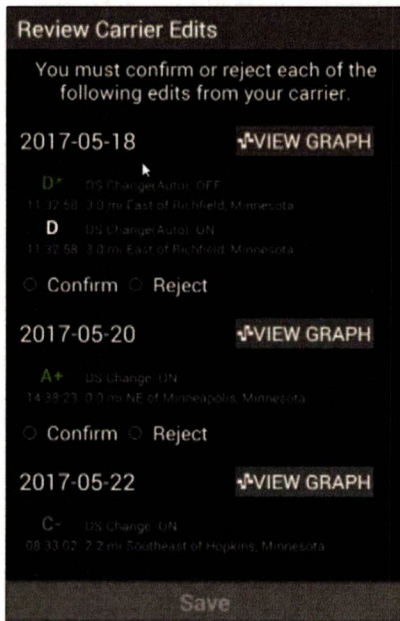 Review Carrier Edits
You must confirm or reject each of the
following edits from your carrier.
2017-05-18 VIEW GRAPH
D* DS Change(Auto): OFF
11:32:58 3.0 mi East of Richfield, Minnesota
D DS Change(Auto): ON
11:32:58 3.0 mi East of Richfield, Minnesota
Confirm Reject
2017-05-20 VIEW GRAPH
A+ DS Change: ON
14:38:23 0.0 mi NE of Minneapolis, Minnesota
Confirm Reject
2017-05-22 VIEW GRAPH
C- DS Change: ON
08:33:02 2.2 mi Southeast of Hopkins, Minnesota
Save